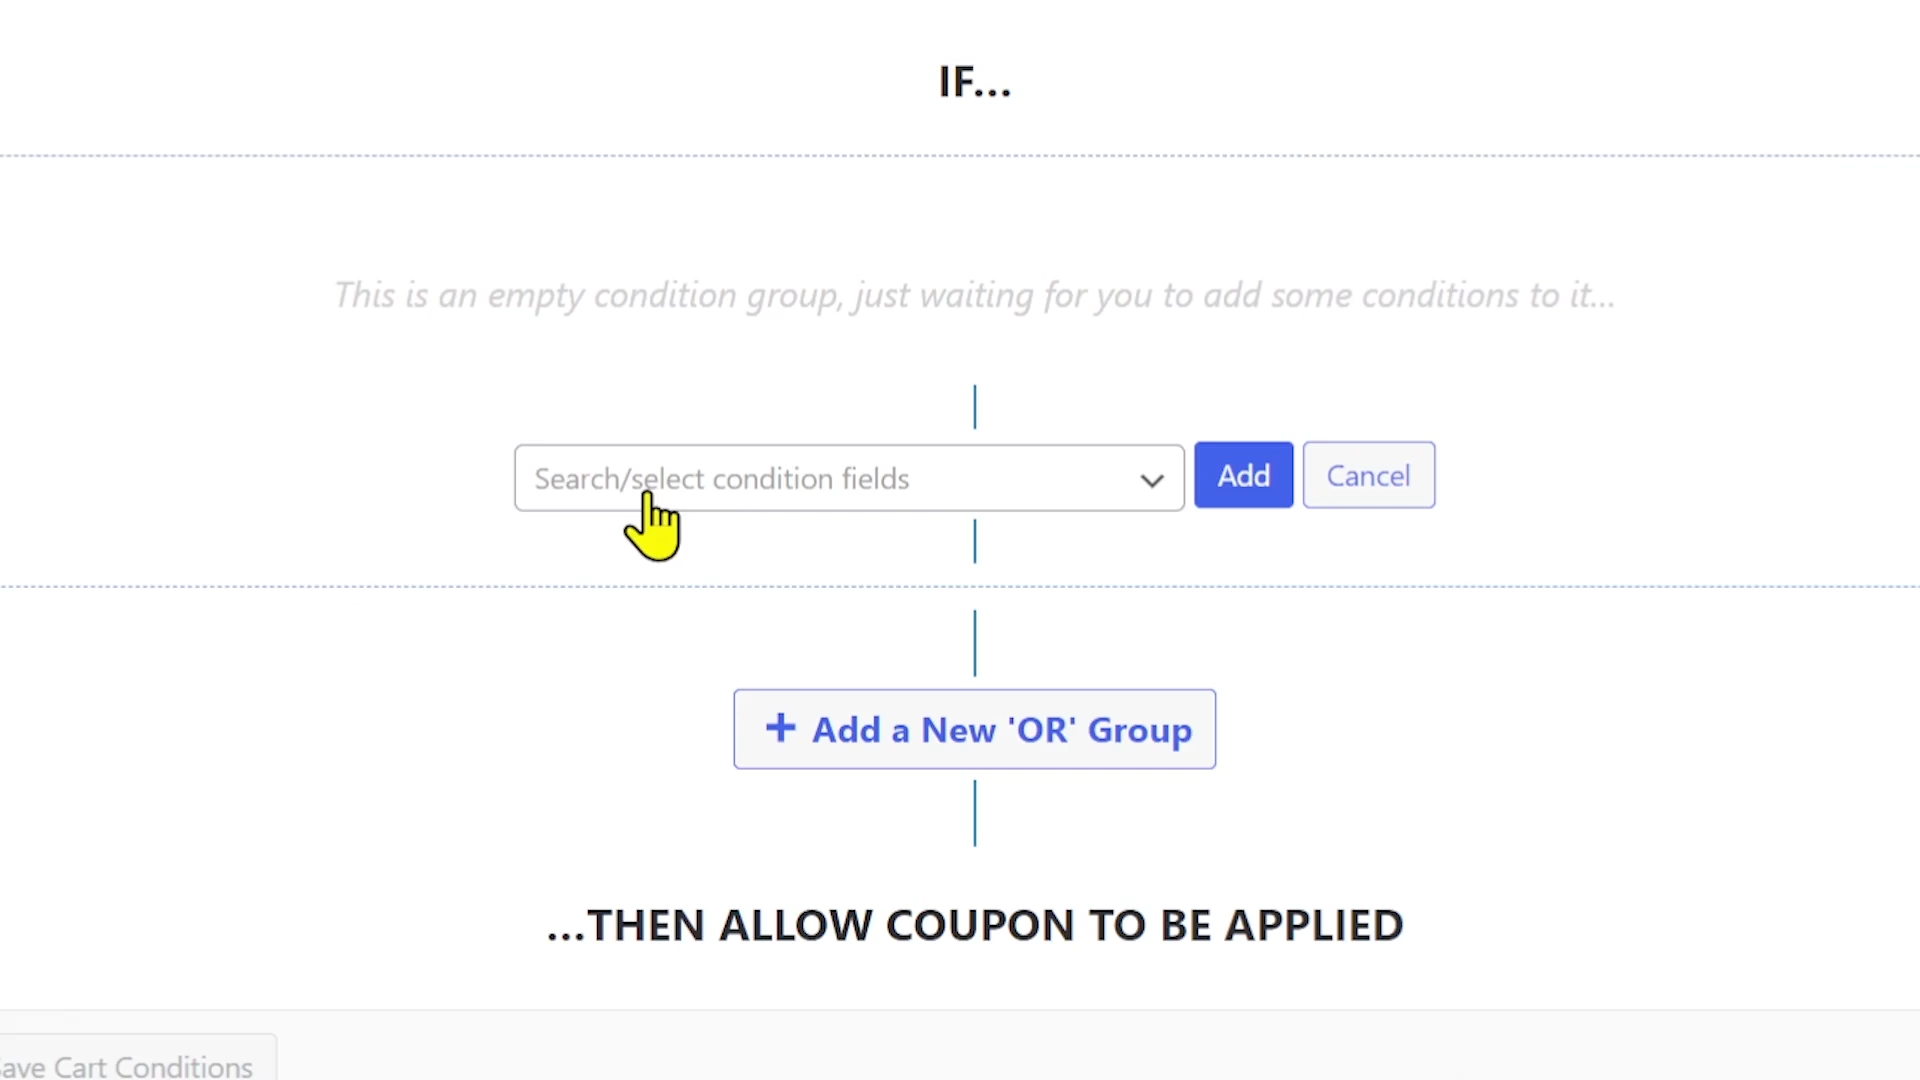 IF...
This is an empty condition group, just waiting for you to add some conditions to it...
Search/select condition fields
Add
Cancel
+ Add a New 'OR' Group
...THEN ALLOW COUPON TO BE APPLIED
Cart Conditions